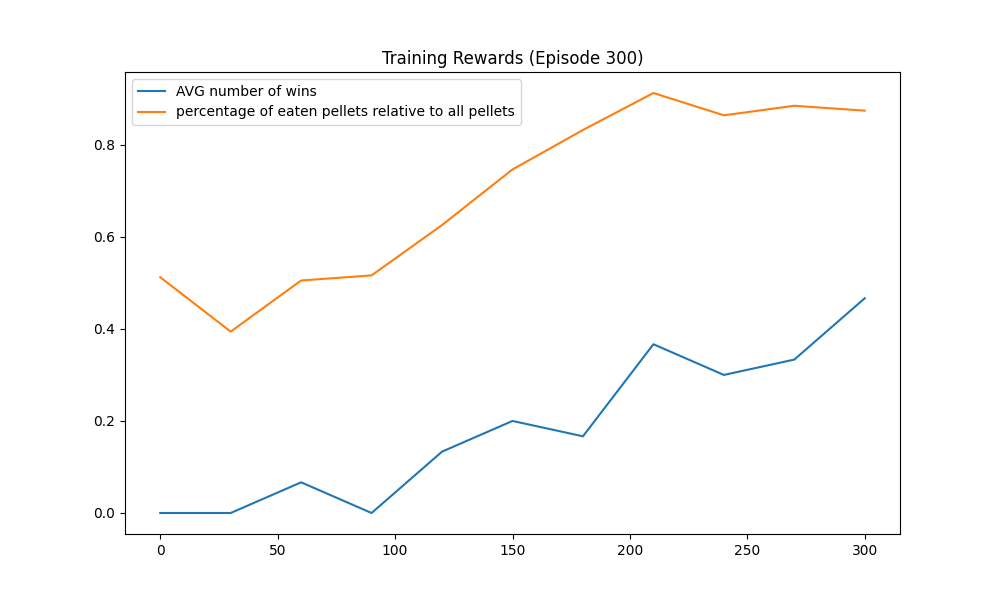 Training Rewards (Episode 300)
AVG number of wins
percentage of eaten pellets relative to all pellets
0.8
0.6
0.4
0.2
0.0
0 50 100 150 200 250 300